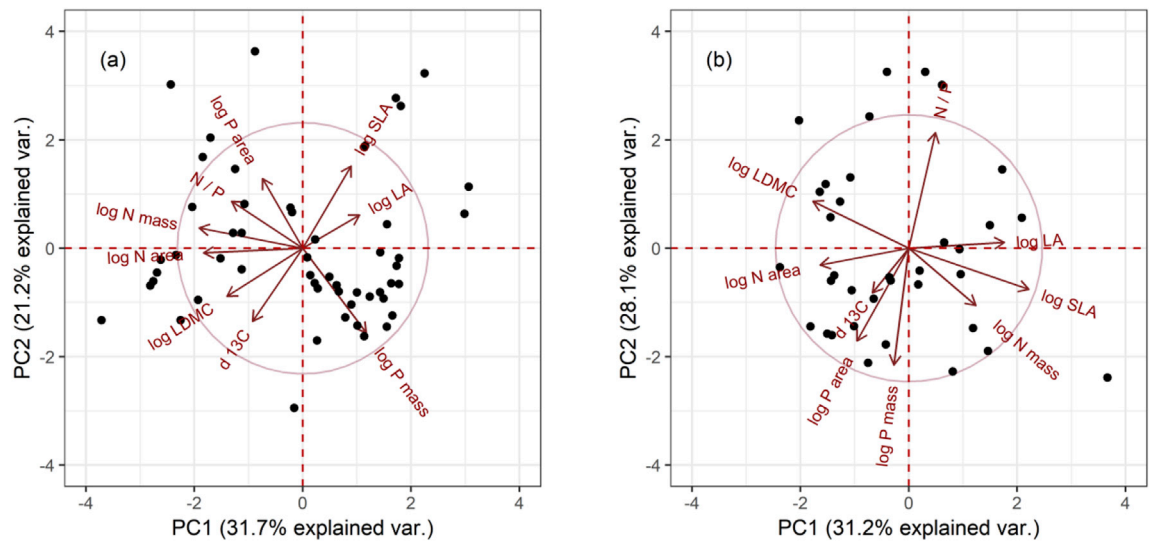 (a)
log P area
log SLA
N / P
log LA
log N mass
log N area
log LDMC
d 13C
log P mass
4
2
0
-2
-4
-4
-2
0
2
4
PC2 (21.2% explained var.)
PC1 (31.7% explained var.)
(b)
N / P
log LDMC
log LA
log N area
log SLA
d 13C
log N mass
log P area
log P mass
4
2
0
-2
-4
-4
-2
0
2
4
PC2 (28.1% explained var.)
PC1 (31.2% explained var.)